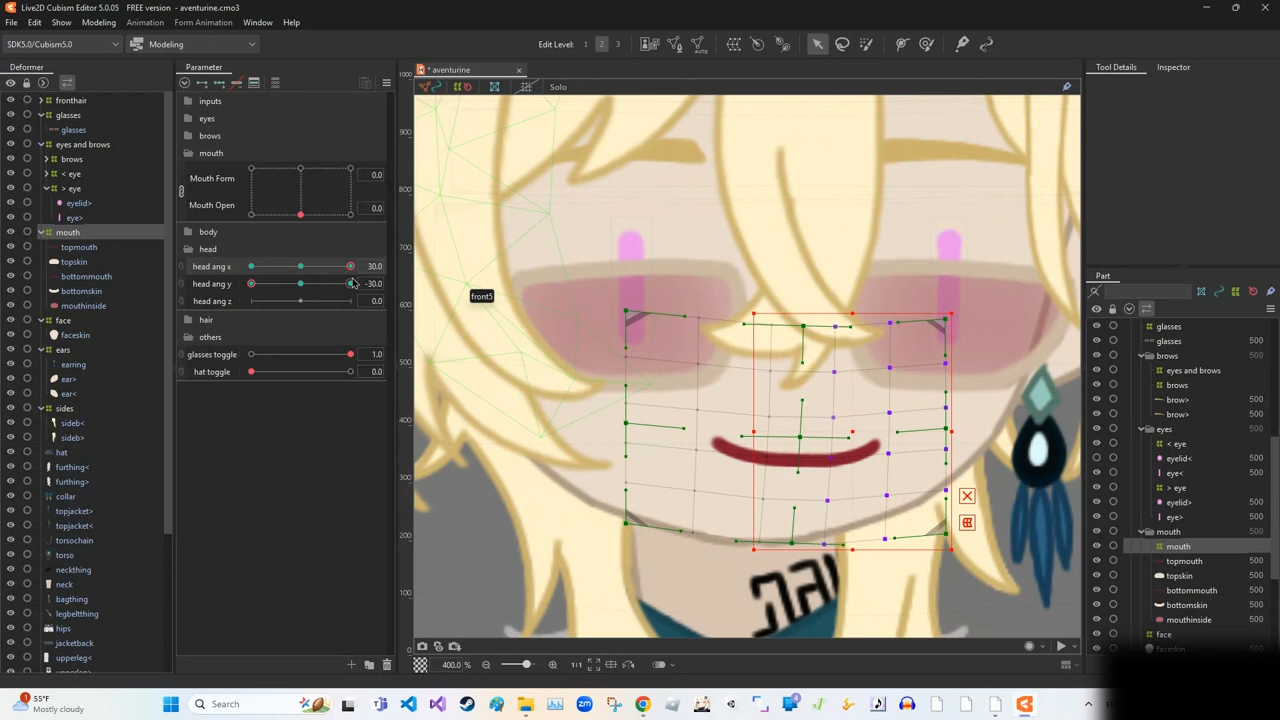 Live2D Cubism Editor 5.0.05 FREE version - aventurine.cmo3
File Edit Show Modeling Animation Form Animation Window Help
SDK5.0/Cubism5.0 Modeling Edit Level: 1 2 3
Deformer
fronthair
glasses
glasses
eyes and brows
brows
< eye
> eye
eyelid>
eye>
mouth
topmouth
topskin
bottommouth
bottomskin
mouthinside
face
faceskin
ears
earring
ear>
ear<
sides
sideb<
sideb>
hat
furthing<
furthing>
collar
topjacket<
topjacket>
torsochain
torso
neckthing
neck
bagthing
legbeltthing
hips
jacketback
upperleg<
Parameter
inputs
eyes
brows
mouth
Mouth Form 0.0
Mouth Open 0.0
body
head
head ang x 30.0
head ang y -30.0
head ang z 0.0
hair
others
glasses toggle 1.0
hat toggle 0.0
* aventurine
Solo
1000
900
800
700
600
500
400
300
200
100
0
front5
400.0 % 1:1
Tool Details Inspector
Part
glasses
glasses 500
brows
eyes and brows
brows
brow> 500
brow> 500
eyes
< eye
eyelid< 500
eye< 500
> eye
eyelid> 500
eye> 500
mouth
mouth
topmouth 500
topskin 500
bottommouth 500
bottomskin 500
mouthinside 500
face
faceskin
55°F
Mostly cloudy
Search